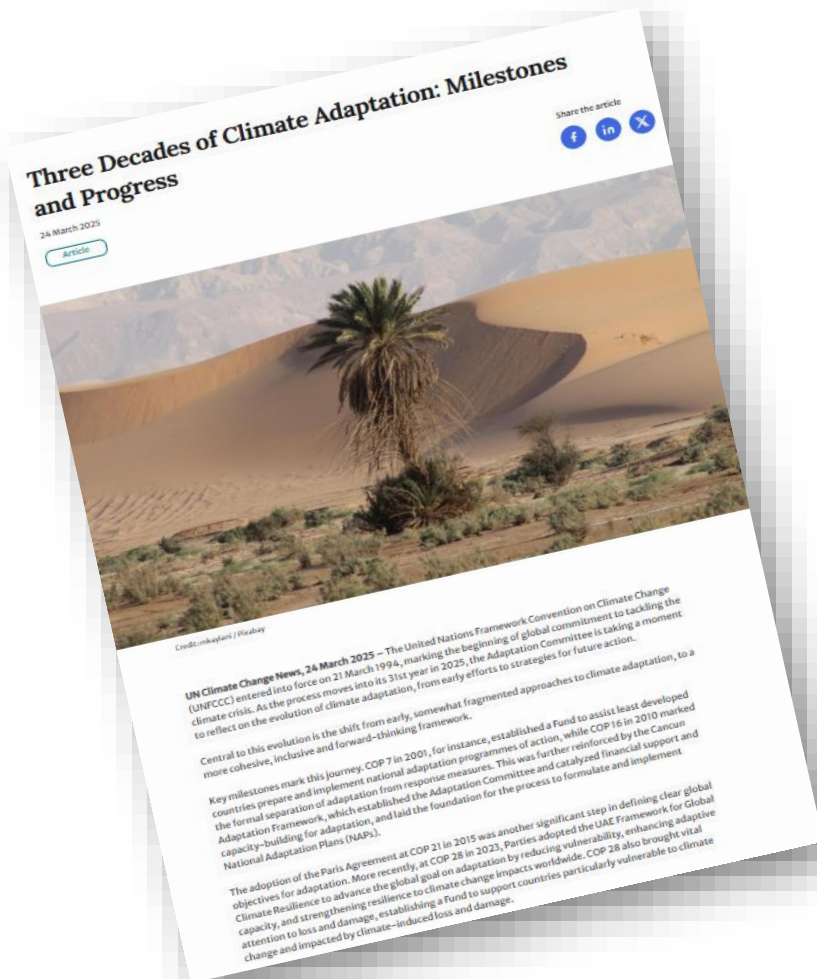 Three Decades of Climate Adaptation: Milestones
and Progress
24 March 2025
Article
Share the article
Credit: mikaylani / Pixabay
UN Climate Change News, 24 March 2025 – The United Nations Framework Convention on Climate Change
(UNFCCC) entered into force on 21 March 1994, marking the beginning of global commitment to tackling the
climate crisis. As the process moves into its 31st year in 2025, the Adaptation Committee is taking a moment
to reflect on the evolution of climate adaptation, from early efforts to strategies for future action.
Central to this evolution is the shift from early, somewhat fragmented approaches to climate adaptation, to a
more cohesive, inclusive and forward-thinking framework.
Key milestones mark this journey. COP 7 in 2001, for instance, established a Fund to assist least developed
countries prepare and implement national adaptation programmes of action, while COP 16 in 2010 marked
the formal separation of adaptation from response measures. This was further reinforced by the Cancun
Adaptation Framework, which established the Adaptation Committee and catalyzed financial support and
capacity-building for adaptation, and laid the foundation for the process to formulate and implement
National Adaptation Plans (NAPs).
The adoption of the Paris Agreement at COP 21 in 2015 was another significant step in defining clear global
objectives for adaptation. More recently, at COP 28 in 2023, Parties adopted the UAE Framework for Global
Climate Resilience to advance the global goal on adaptation by reducing vulnerability, enhancing adaptive
capacity, and strengthening resilience to climate change impacts worldwide. COP 28 also brought vital
attention to loss and damage, establishing a Fund to support countries particularly vulnerable to climate
change and impacted by climate-induced loss and damage.